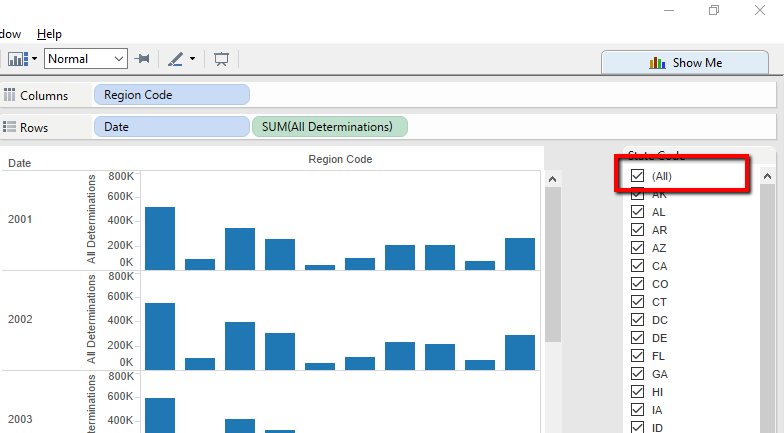 dow Help
Normal
Show Me
Columns Region Code
Rows Date SUM(All Determinations)
Date
Region Code
2001
All Determinations
800K
600K
400K
200K
0K
2002
All Determinations
800K
600K
400K
200K
0K
2003
Determinations
800K
600K
400K
State Code
(All)
AK
AL
AR
AZ
CA
CO
CT
DC
DE
FL
GA
HI
IA
ID